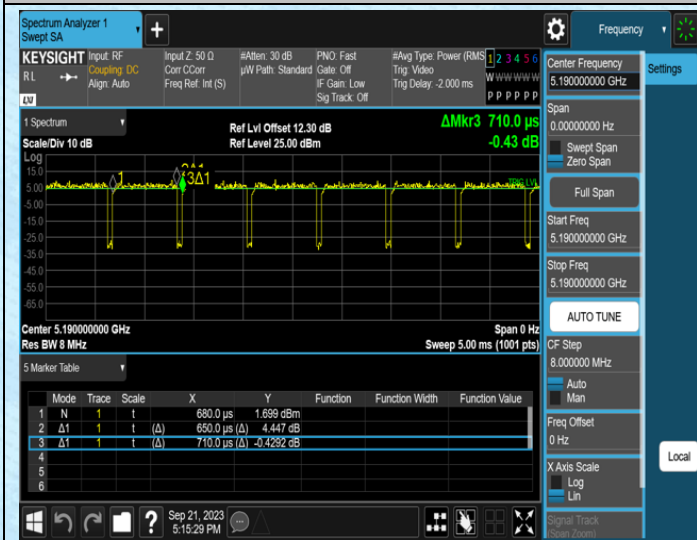 Spectrum Analyzer 1
Swept SA
Frequency
KEYSIGHT
RL
Input: RF
Coupling: DC
Align: Auto
Input Z: 50 Ω
Corr CCorr
Freq Ref: Int (S)
#Atten: 30 dB
µW Path: Standard
PNO: Fast
Gate: Off
IF Gain: Low
Sig Track: Off
#Avg Type: Power (RMS
Trig: Video
Trig Delay: -2.000 ms
1 2 3 4 5 6
W W W W W W
P P P P P P
1 Spectrum
Scale/Div 10 dB
Ref Lvl Offset 12.30 dB
Ref Level 25.00 dBm
ΔMkr3 710.0 µs
-0.43 dB
Log
15.0
5.00
-5.00
-15.0
-25.0
-35.0
-45.0
-55.0
-65.0
1
3Δ1
TRIG LVL
Center 5.190000000 GHz
Res BW 8 MHz
Span 0 Hz
Sweep 5.00 ms (1001 pts)
5 Marker Table
Mode Trace Scale X Y Function Function Width Function Value
1 N 1 t 680.0 µs 1.699 dBm
2 Δ1 1 t (Δ) 650.0 µs (Δ) 4.447 dB
3 Δ1 1 t (Δ) 710.0 µs (Δ) -0.4292 dB
4
5
6
Sep 21, 2023
5:15:29 PM
Center Frequency
5.190000000 GHz
Span
0.00000000 Hz
Swept Span
Zero Span
Full Span
Start Freq
5.190000000 GHz
Stop Freq
5.190000000 GHz
AUTO TUNE
CF Step
8.000000 MHz
Auto
Man
Freq Offset
0 Hz
X Axis Scale
Log
Lin
Signal Track
(Span Zoom)
Settings
Local